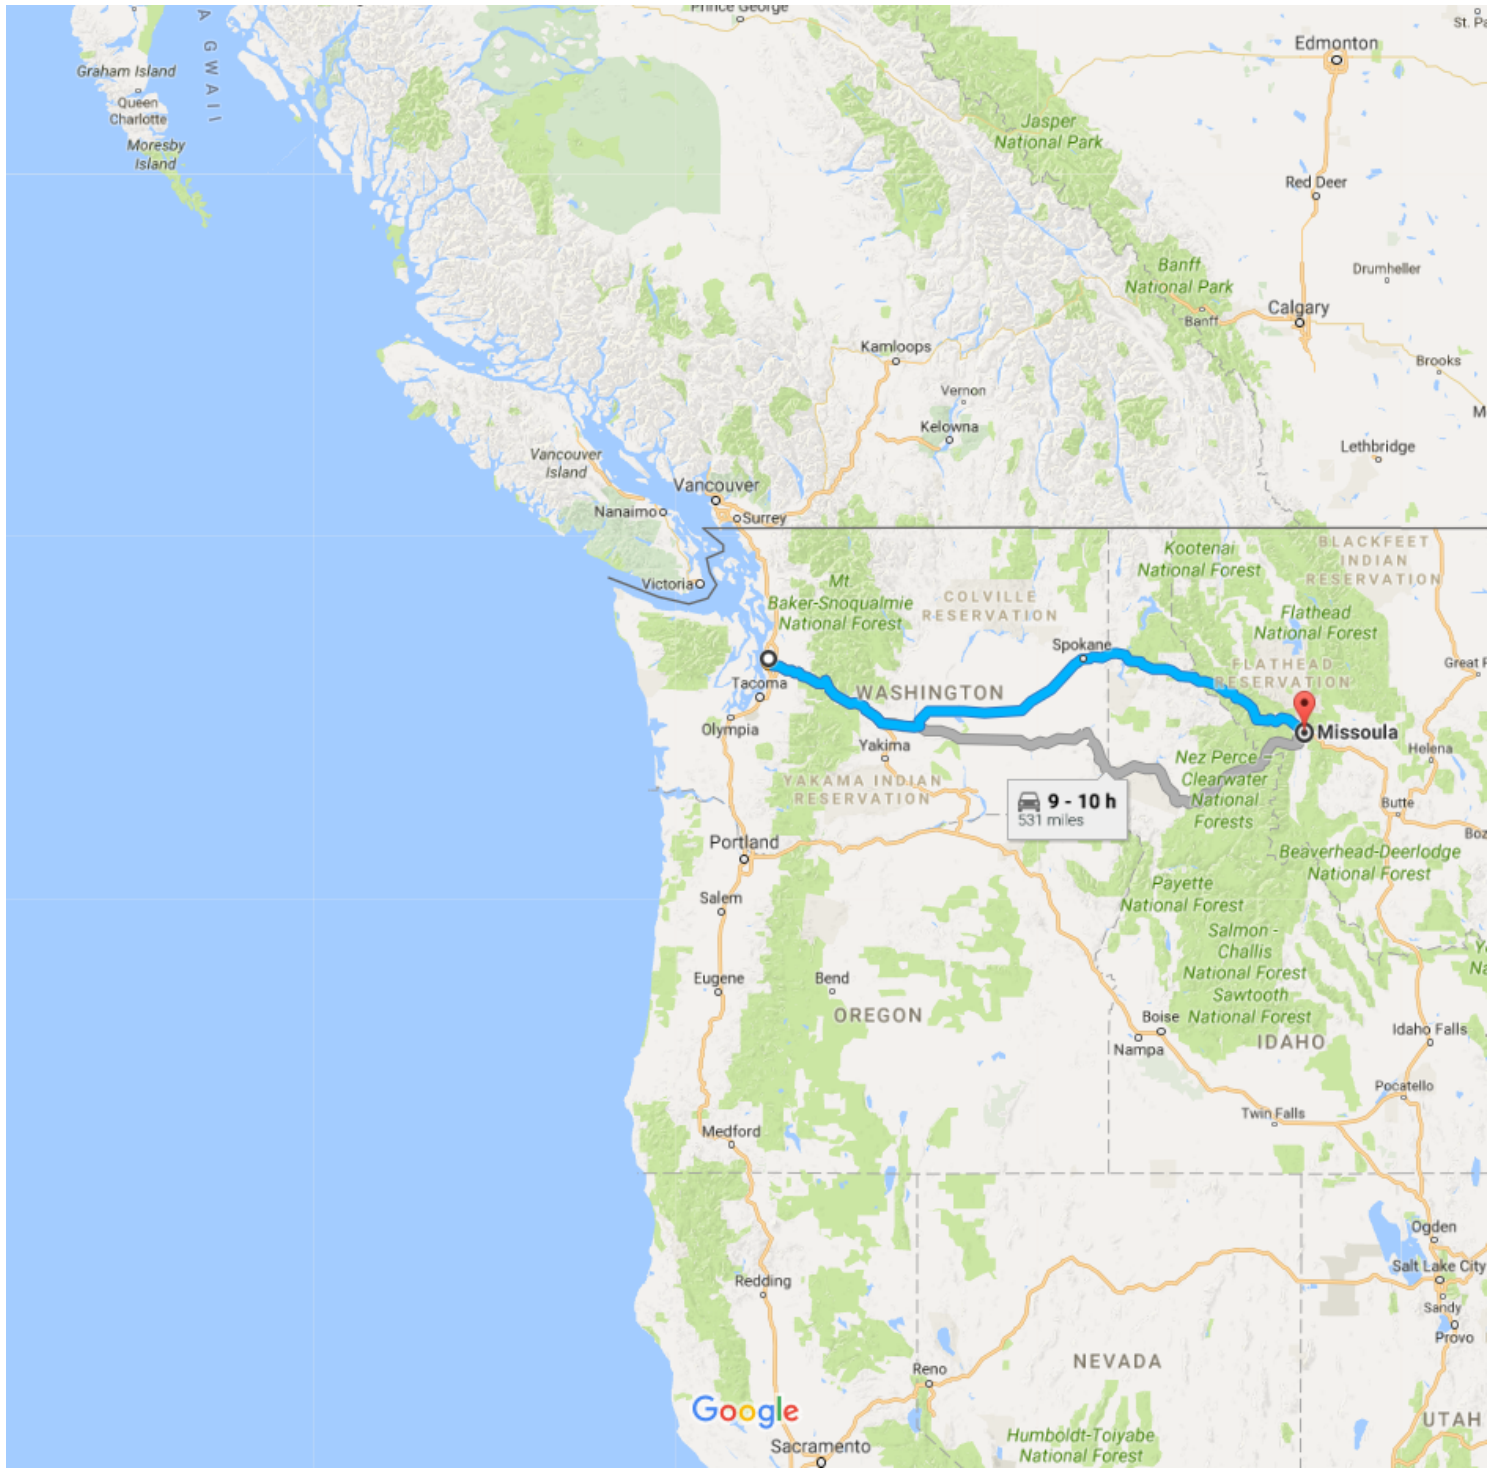 Prince George
St. Pa
Edmonton
A GWAII
Graham Island
Queen
Charlotte
Moresby
Island
Jasper
National Park
Red Deer
Banff
National Park
Drumheller
Banff
Calgary
Kamloops
Brooks
Vernon
M
Kelowna
Lethbridge
Vancouver
Island
Vancouver
Nanaimo
Surrey
Victoria
Mt.
Baker-Snoqualmie
National Forest
COLVILLE
RESERVATION
Kootenai
National Forest
BLACKFEET
INDIAN
RESERVATION
Flathead
National Forest
Spokane
FLATHEAD
RESERVATION
Great F
Tacoma
WASHINGTON
Olympia
Yakima
Missoula
Helena
Nez Perce -
Clearwater
National
Forests
YAKAMA INDIAN
RESERVATION
9 - 10 h
531 miles
Butte
Boz
Portland
Beaverhead-Deerlodge
National Forest
Payette
National Forest
Salem
Salmon -
Challis
National Forest
Sawtooth
National Forest
Yo
Na
Eugene
Bend
OREGON
Boise
Nampa
IDAHO
Idaho Falls
Pocatello
Twin Falls
Medford
Ogden
Salt Lake City
Sandy
Provo
Redding
NEVADA
Reno
Google
UTAH
Humboldt-Toiyabe
National Forest
Sacramento